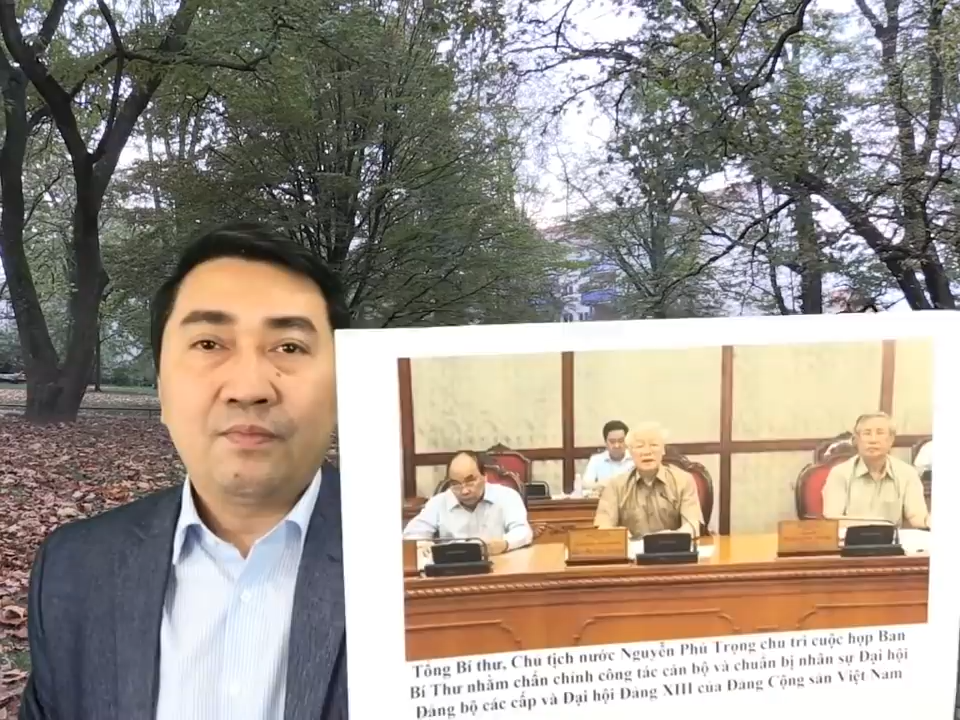 Tổng Bí thư, Chủ tịch nước Nguyễn Phú Trọng chủ trì cuộc họp Ban
Bí Thư nhằm chấn chỉnh công tác cán bộ và chuẩn bị nhân sự Đại hội
Đảng bộ các cấp và Đại hội Đảng XIII của Đảng Cộng sản Việt Nam